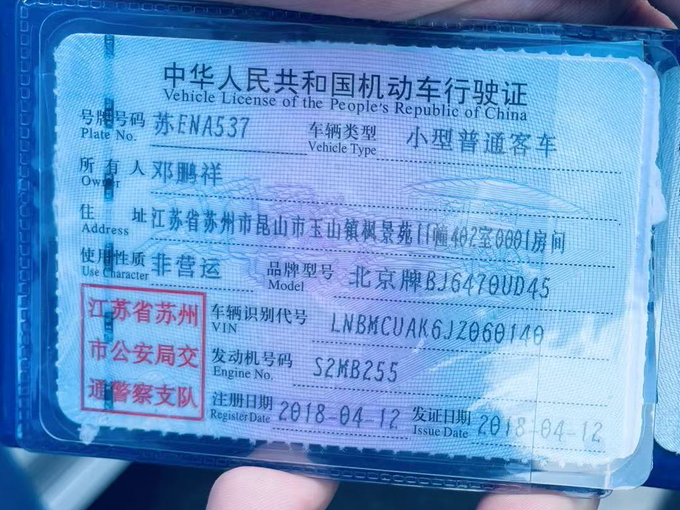 中华人民共和国机动车行驶证
Vehicle License of the People's Republic of China
号牌号码 苏ENA537 车辆类型 小型普通客车
Plate No. Vehicle Type
所有人 邓鹏祥
Owner
住址 江苏省苏州市昆山市玉山镇枫景苑11幢402室0001房间
Address
使用性质 非营运 品牌型号 北京牌BJ6470UD45
Use Character Model
江苏省苏州
市公安局交
通警察支队
车辆识别代号 LNBMCUAK6JZ060140
VIN
发动机号码 S2MB255
Engine No.
注册日期 2018-04-12 发证日期 2018-04-12
Register Date Issue Date